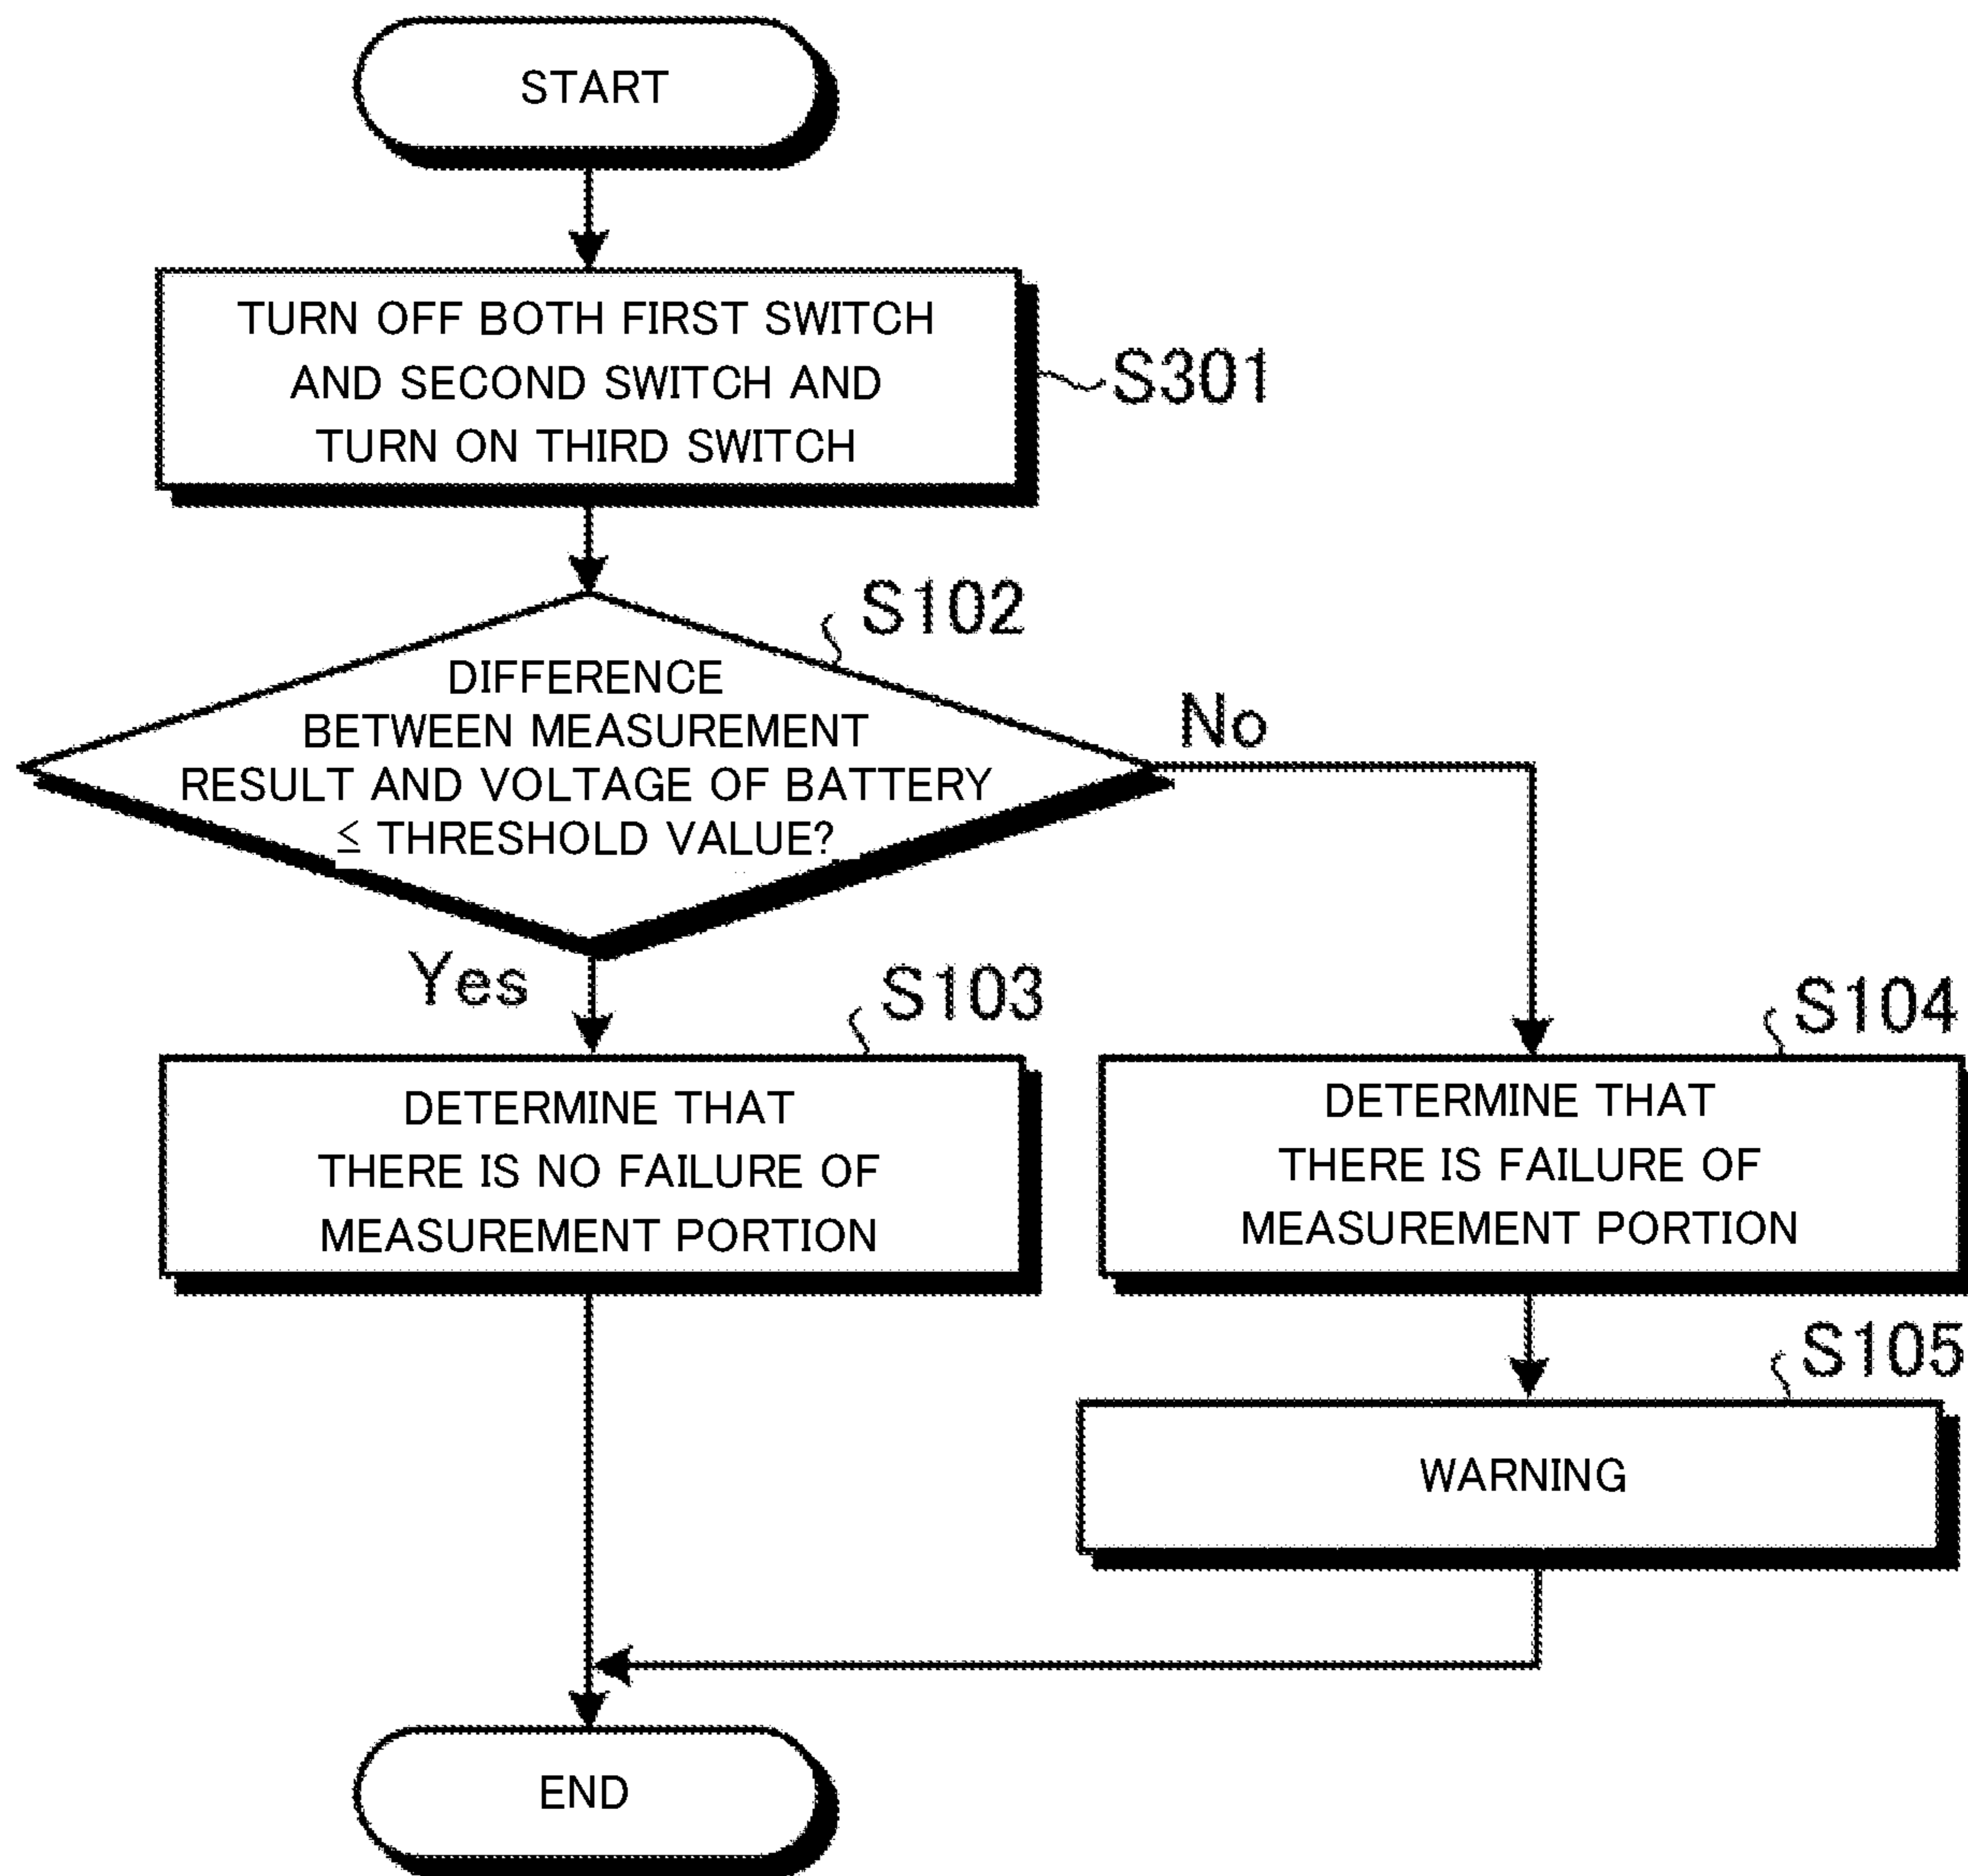 START
TURN OFF BOTH FIRST SWITCH
AND SECOND SWITCH AND
TURN ON THIRD SWITCH
S301
S102
DIFFERENCE
BETWEEN MEASUREMENT
RESULT AND VOLTAGE OF BATTERY
≤ THRESHOLD VALUE?
No
Yes
S103
DETERMINE THAT
THERE IS NO FAILURE OF
MEASUREMENT PORTION
S104
DETERMINE THAT
THERE IS FAILURE OF
MEASUREMENT PORTION
S105
WARNING
END